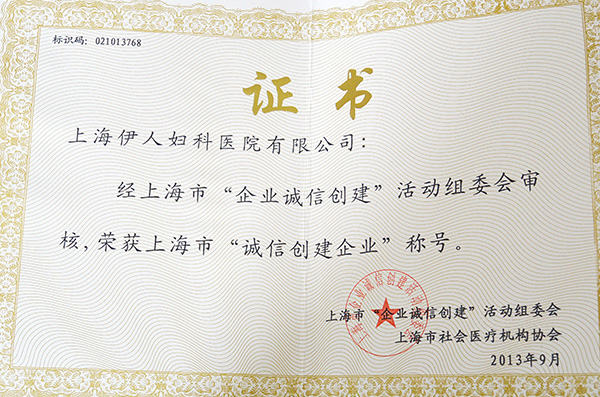 标识码：021013768
证书
上海伊人妇科医院有限公司：
经上海市“企业诚信创建”活动组委会审
核，荣获上海市“诚信创建企业”称号。
上海市“企业诚信创建”活动组委会
上海市社会医疗机构协会
2013年9月